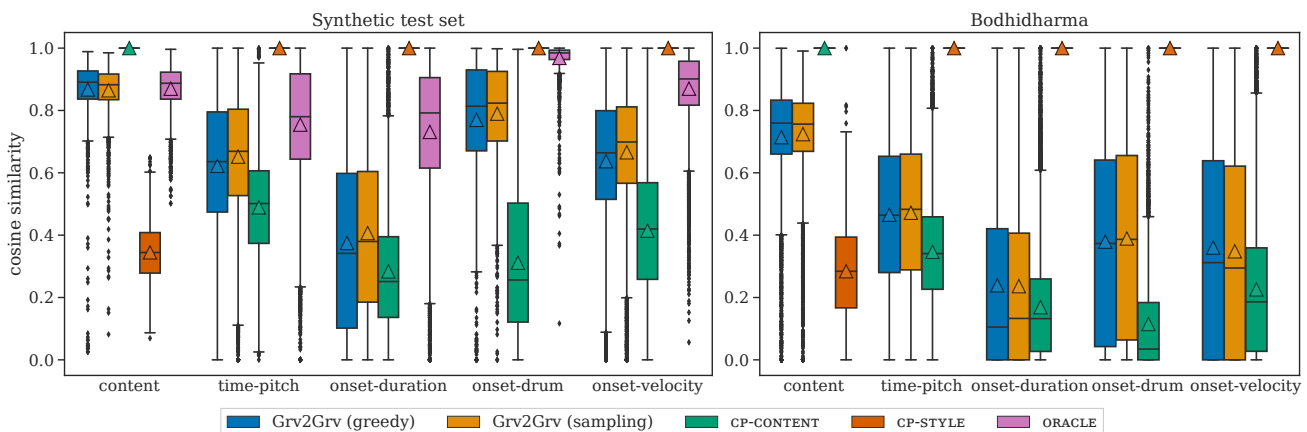 Synthetic test set
Bodhidharma
cosine similarity
1.0
0.8
0.6
0.4
0.2
0.0
content time-pitch onset-duration onset-drum onset-velocity
1.0
0.8
0.6
0.4
0.2
0.0
content time-pitch onset-duration onset-drum onset-velocity
Grv2Grv (greedy) Grv2Grv (sampling) CP-CONTENT CP-STYLE ORACLE